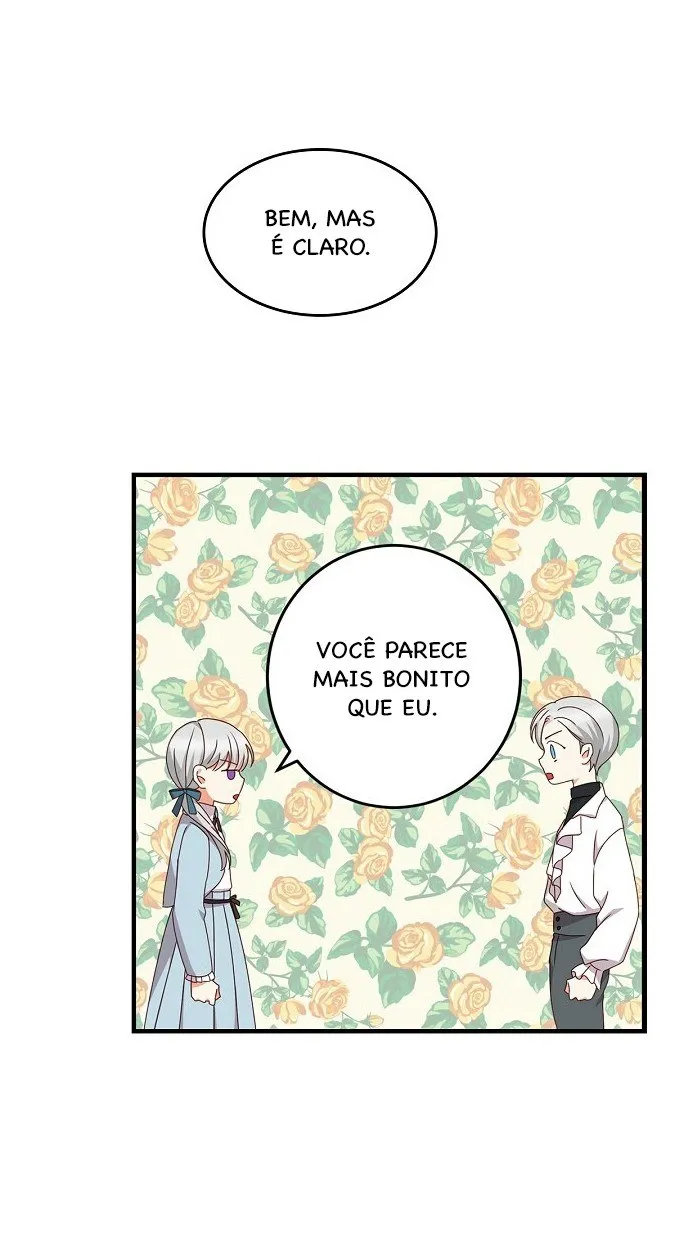 BEM, MAS
É CLARO.
VOCÊ PARECE
MAIS BONITO
QUE EU.